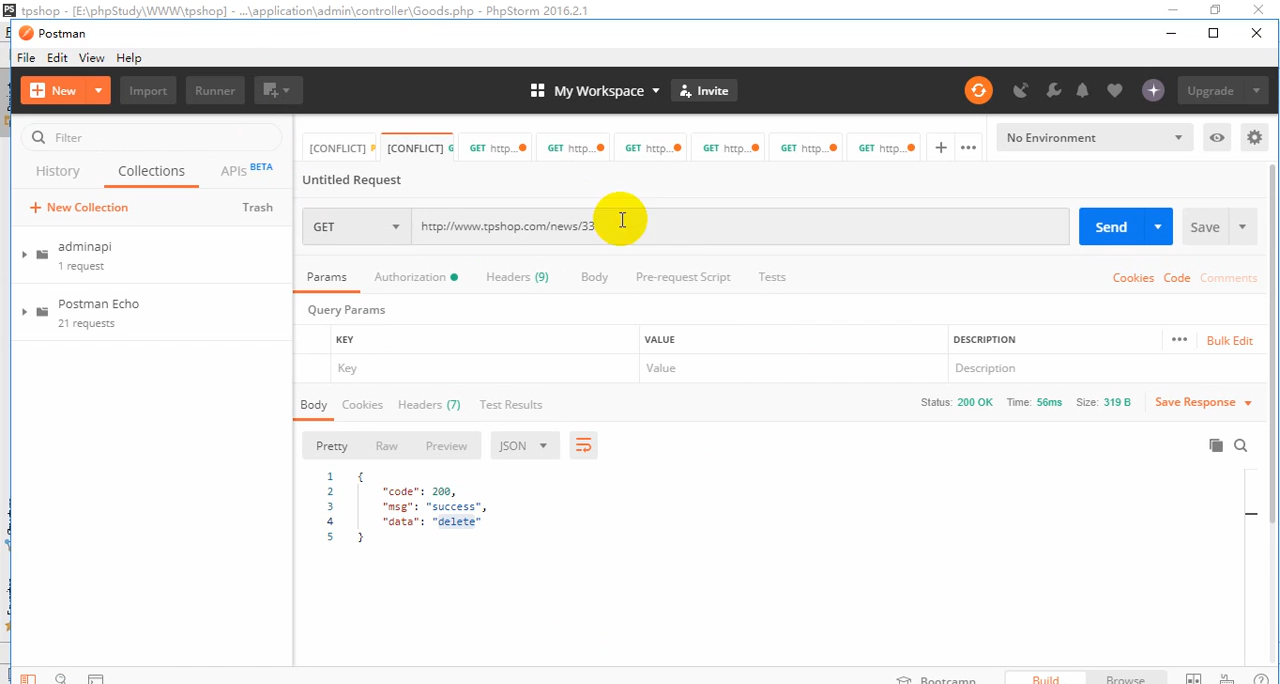 tpshop - [E:\phpStudy\WWW\tpshop] - ...\application\admin\controller\Goods.php - PhpStorm 2016.2.1
Postman
File Edit View Help
New Import Runner My Workspace Invite Upgrade
Filter
History Collections APIs BETA
New Collection Trash
adminapi
1 request
Postman Echo
21 requests
[CONFLICT] P [CONFLICT] G GET http... GET http... GET http... GET http... GET http... GET http... No Environment
Untitled Request
GET http://www.tpshop.com/news/33 Send Save
Params Authorization Headers (9) Body Pre-request Script Tests Cookies Code Comments
Query Params
KEY VALUE DESCRIPTION Bulk Edit
Key Value Description
Body Cookies Headers (7) Test Results Status: 200 OK Time: 56ms Size: 319 B Save Response
Pretty Raw Preview JSON
1 {
2 "code": 200,
3 "msg": "success",
4 "data": "delete"
5 }
Bootcamp Build Browse